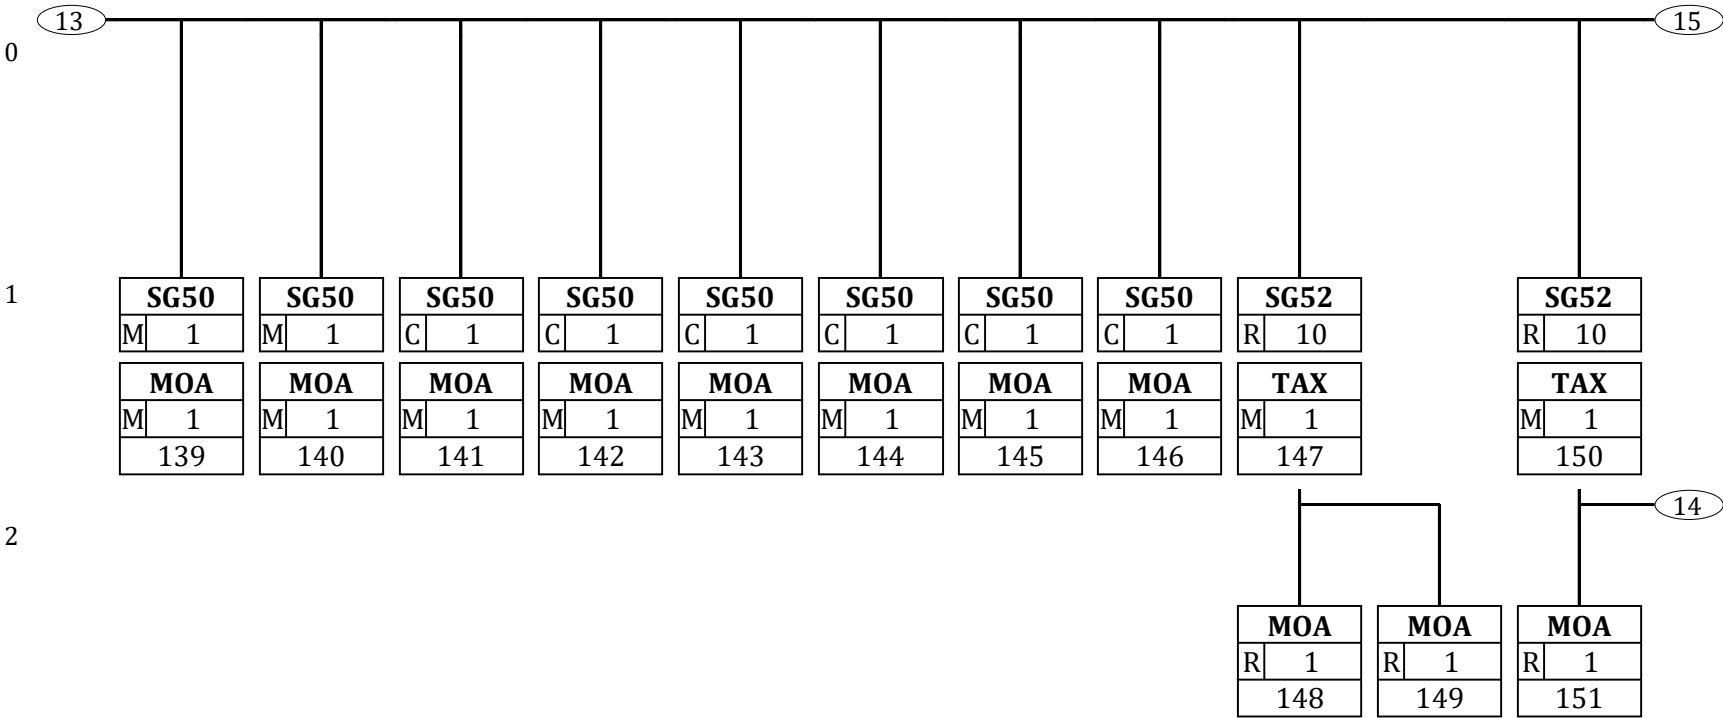 13 15
0
1 SG50 SG50 SG50 SG50 SG50 SG50 SG50 SG50 SG52 SG52
M 1 M 1 C 1 C 1 C 1 C 1 C 1 C 1 R 10 R 10
MOA MOA MOA MOA MOA MOA MOA MOA TAX TAX
M 1 M 1 M 1 M 1 M 1 M 1 M 1 M 1 M 1 M 1
139 140 141 142 143 144 145 146 147 150
14
2
MOA MOA MOA
R 1 R 1 R 1
148 149 151